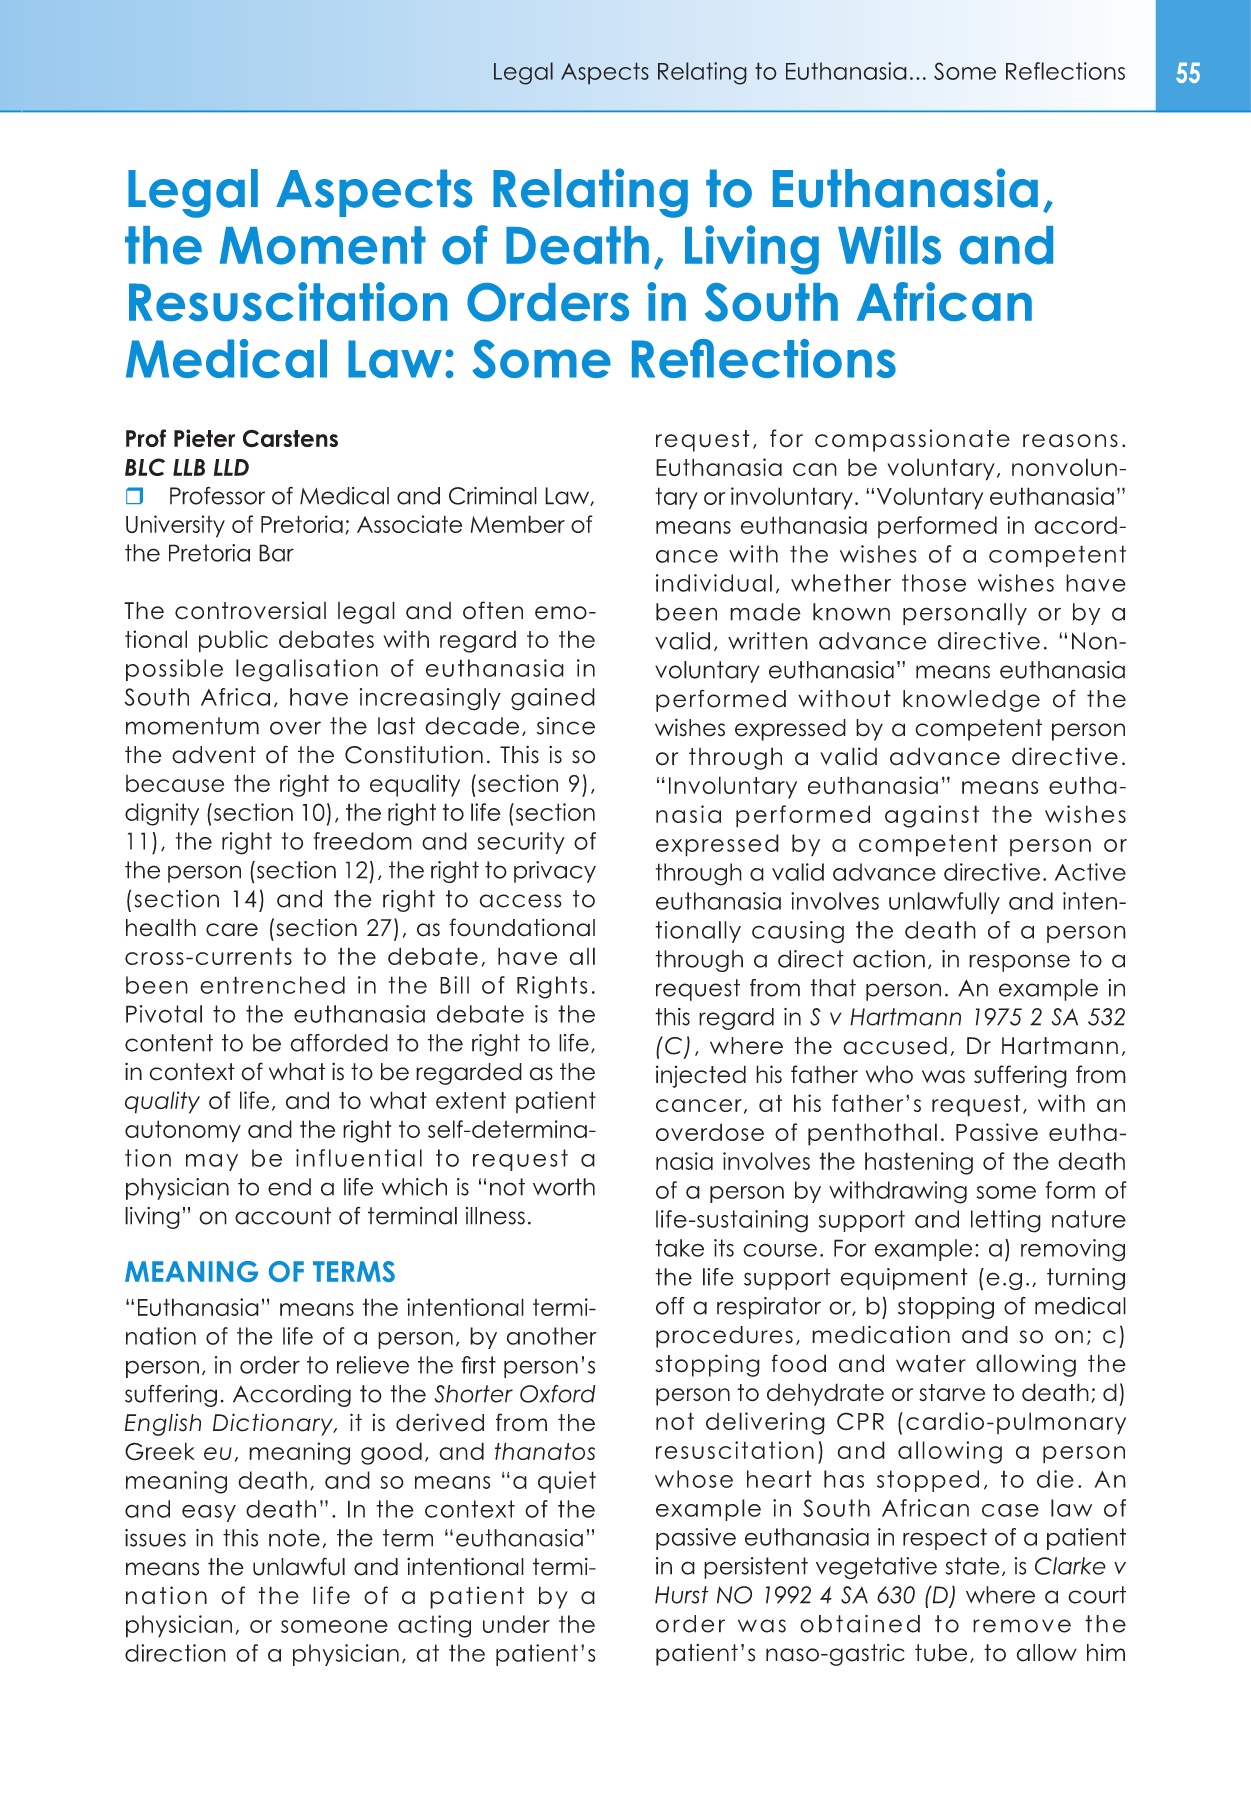 Legal Aspects Relating to Euthanasia... Some Reflections
55
Legal Aspects Relating to Euthanasia,
the Moment of Death, Living Wills and
Resuscitation Orders in South African
Medical Law: Some Reflections
Prof Pieter Carstens
BLC LLB LLD
❒ Professor of Medical and Criminal Law,
University of Pretoria; Associate Member of
the Pretoria Bar
The controversial legal and often emo-
tional public debates with regard to the
possible legalisation of euthanasia in
South Africa, have increasingly gained
momentum over the last decade, since
the advent of the Constitution. This is so
because the right to equality (section 9),
dignity (section 10), the right to life (section
11), the right to freedom and security of
the person (section 12), the right to privacy
(section 14) and the right to access to
health care (section 27), as foundational
cross-currents to the debate, have all
been entrenched in the Bill of Rights.
Pivotal to the euthanasia debate is the
content to be afforded to the right to life,
in context of what is to be regarded as the
quality of life, and to what extent patient
autonomy and the right to self-determina-
tion may be influential to request a
physician to end a life which is “not worth
living” on account of terminal illness.
MEANING OF TERMS
“Euthanasia” means the intentional termi-
nation of the life of a person, by another
person, in order to relieve the first person’s
suffering. According to the Shorter Oxford
English Dictionary, it is derived from the
Greek eu, meaning good, and thanatos
meaning death, and so means “a quiet
and easy death”. In the context of the
issues in this note, the term “euthanasia”
means the unlawful and intentional termi-
nation of the life of a patient by a
physician, or someone acting under the
direction of a physician, at the patient’s
request, for compassionate reasons.
Euthanasia can be voluntary, nonvolun-
tary or involuntary. “Voluntary euthanasia”
means euthanasia performed in accord-
ance with the wishes of a competent
individual, whether those wishes have
been made known personally or by a
valid, written advance directive. “Non-
voluntary euthanasia” means euthanasia
performed without knowledge of the
wishes expressed by a competent person
or through a valid advance directive.
“Involuntary euthanasia” means eutha-
nasia performed against the wishes
expressed by a competent person or
through a valid advance directive. Active
euthanasia involves unlawfully and inten-
tionally causing the death of a person
through a direct action, in response to a
request from that person. An example in
this regard in S v Hartmann 1975 2 SA 532
(C), where the accused, Dr Hartmann,
injected his father who was suffering from
cancer, at his father’s request, with an
overdose of penthothal. Passive eutha-
nasia involves the hastening of the death
of a person by withdrawing some form of
life-sustaining support and letting nature
take its course. For example: a) removing
the life support equipment (e.g., turning
off a respirator or, b) stopping of medical
procedures, medication and so on; c)
stopping food and water allowing the
person to dehydrate or starve to death; d)
not delivering CPR (cardio-pulmonary
resuscitation) and allowing a person
whose heart has stopped, to die. An
example in South African case law of
passive euthanasia in respect of a patient
in a persistent vegetative state, is Clarke v
Hurst NO 1992 4 SA 630 (D) where a court
order was obtained to remove the
patient’s naso-gastric tube, to allow him